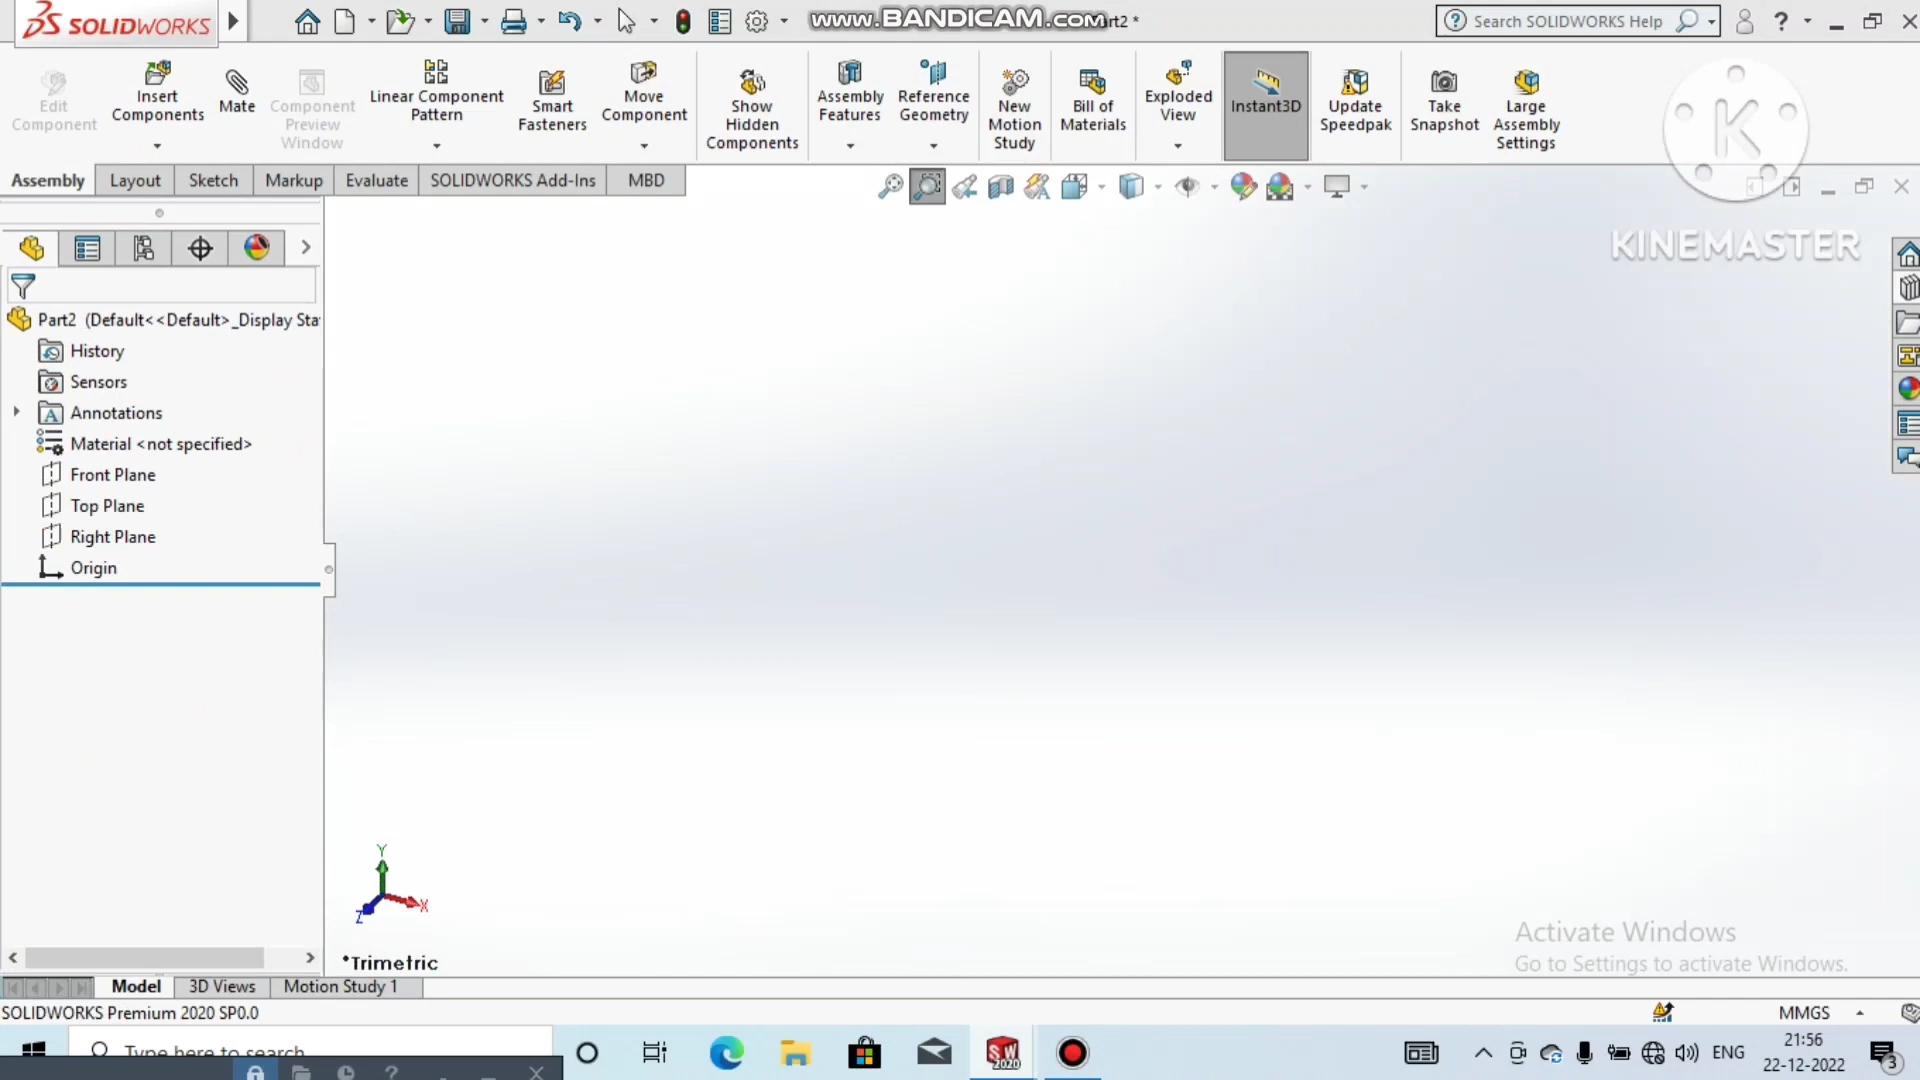 SOLIDWORKS
www.BANDICAM.com
art2 *
Search SOLIDWORKS Help
Edit Component
Insert Components
Mate
Component Preview Window
Linear Component Pattern
Smart Fasteners
Move Component
Show Hidden Components
Assembly Features
Reference Geometry
New Motion Study
Bill of Materials
Exploded View
Instant3D
Update Speedpak
Take Snapshot
Large Assembly Settings
K
KINEMASTER
Assembly
Layout
Sketch
Markup
Evaluate
SOLIDWORKS Add-Ins
MBD
Part2 (Default<<Default>_Display Sta
History
Sensors
Annotations
Material <not specified>
Front Plane
Top Plane
Right Plane
Origin
Y
X
Z
*Trimetric
Activate Windows
Go to Settings to activate Windows.
Model
3D Views
Motion Study 1
SOLIDWORKS Premium 2020 SP0.0
MMGS
Type here to search
SW 2020
ENG
21:56
22-12-2022
3